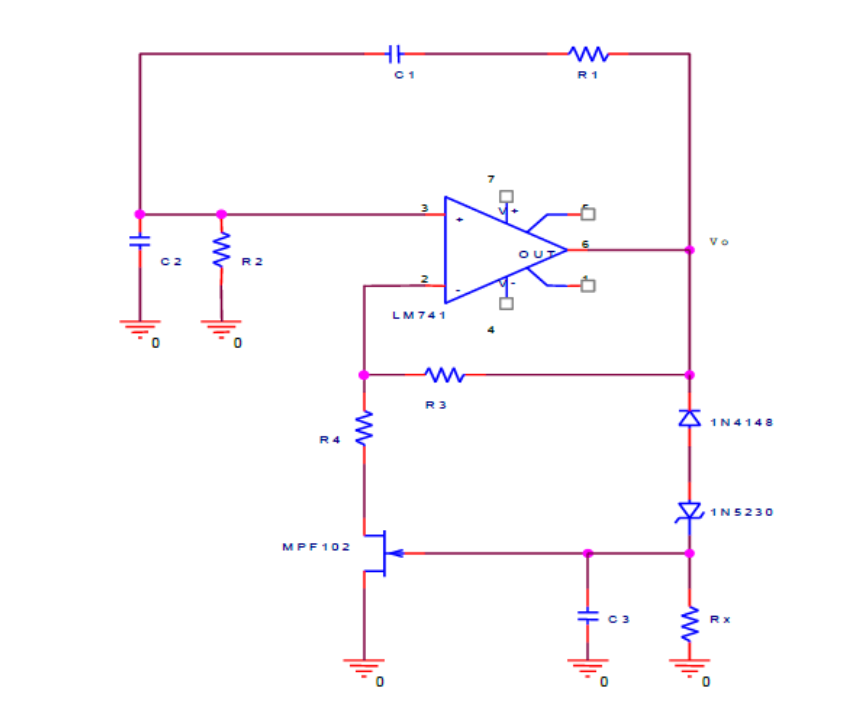 C1
R1
7
V+
5
3
+
C2
R2
OUT
6
Vo
2
-
V-
LM741
4
0
0
R3
R4
1N4148
1N5230
MPF102
C3
Rx
0
0
0